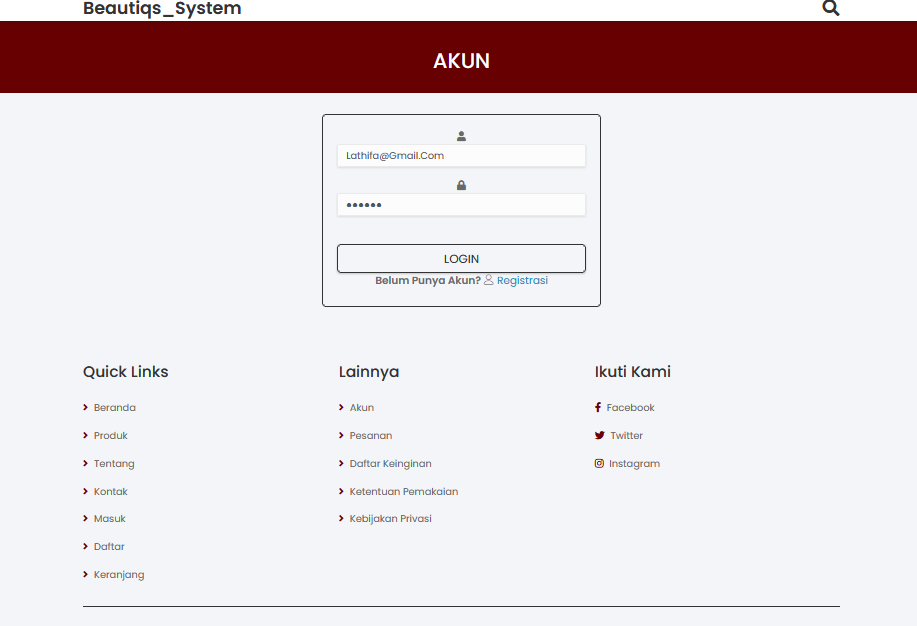 Beautiqs_System
AKUN
Lathifa@Gmail.Com
••••••
LOGIN
Belum Punya Akun? Registrasi
Quick Links
Beranda
Produk
Tentang
Kontak
Masuk
Daftar
Keranjang
Lainnya
Akun
Pesanan
Daftar Keinginan
Ketentuan Pemakaian
Kebijakan Privasi
Ikuti Kami
Facebook
Twitter
Instagram